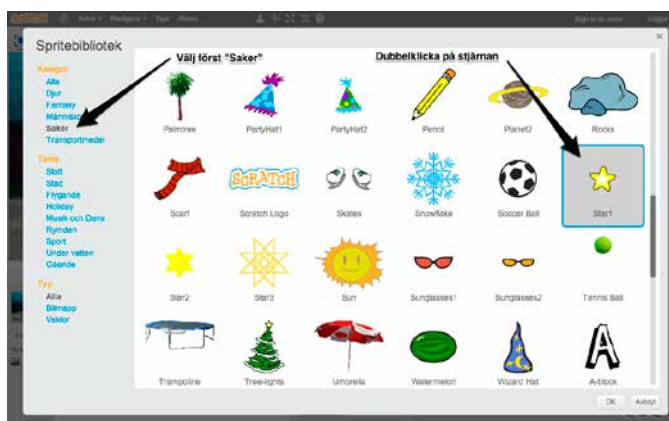 Spritebibliotek
Välj först "Saker"
Dubbelklicka på stjärnan
Kategori
Alla
Djur
Fantasy
Människor
Saker
Transportmedel
Tema
Slott
Stad
Flygande
Holiday
Musik och Dans
Rymden
Sport
Under vatten
Gående
Typ
Alla
Bitmapp
Vektor
Palmtree
PartyHat1
PartyHat2
Pencil
Planet2
Rocks
Scarf
SCRATCH
Scratch Logo
Skates
Snowflake
Soccer Ball
Star1
Star2
Star3
Sun
Sunglasses1
Sunglasses2
Tennis Ball
Trampoline
Tree-lights
Umbrella
Watermelon
Wizard Hat
A
A-block
OK
Avbryt